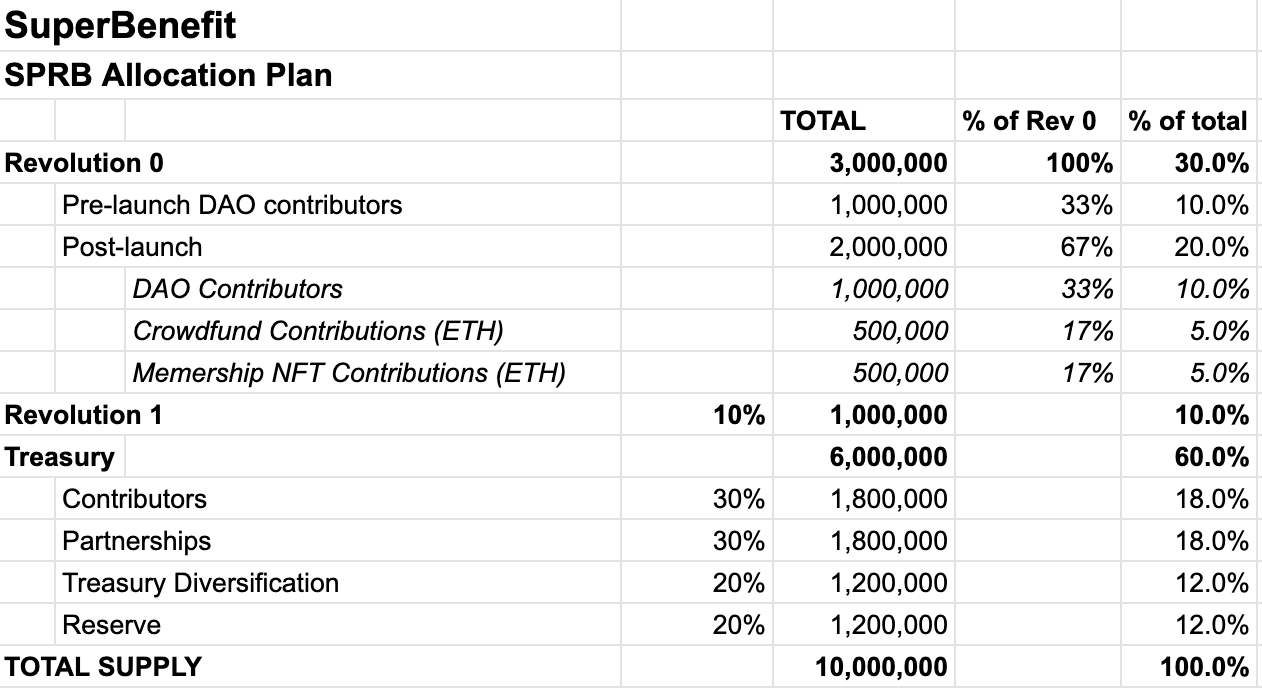 SuperBenefit
SPRB Allocation Plan
TOTAL % of Rev 0 % of total
Revolution 0 3,000,000 100% 30.0%
Pre-launch DAO contributors 1,000,000 33% 10.0%
Post-launch 2,000,000 67% 20.0%
DAO Contributors 1,000,000 33% 10.0%
Crowdfund Contributions (ETH) 500,000 17% 5.0%
Memership NFT Contributions (ETH) 500,000 17% 5.0%
Revolution 1 10% 1,000,000 10.0%
Treasury 6,000,000 60.0%
Contributors 30% 1,800,000 18.0%
Partnerships 30% 1,800,000 18.0%
Treasury Diversification 20% 1,200,000 12.0%
Reserve 20% 1,200,000 12.0%
TOTAL SUPPLY 10,000,000 100.0%